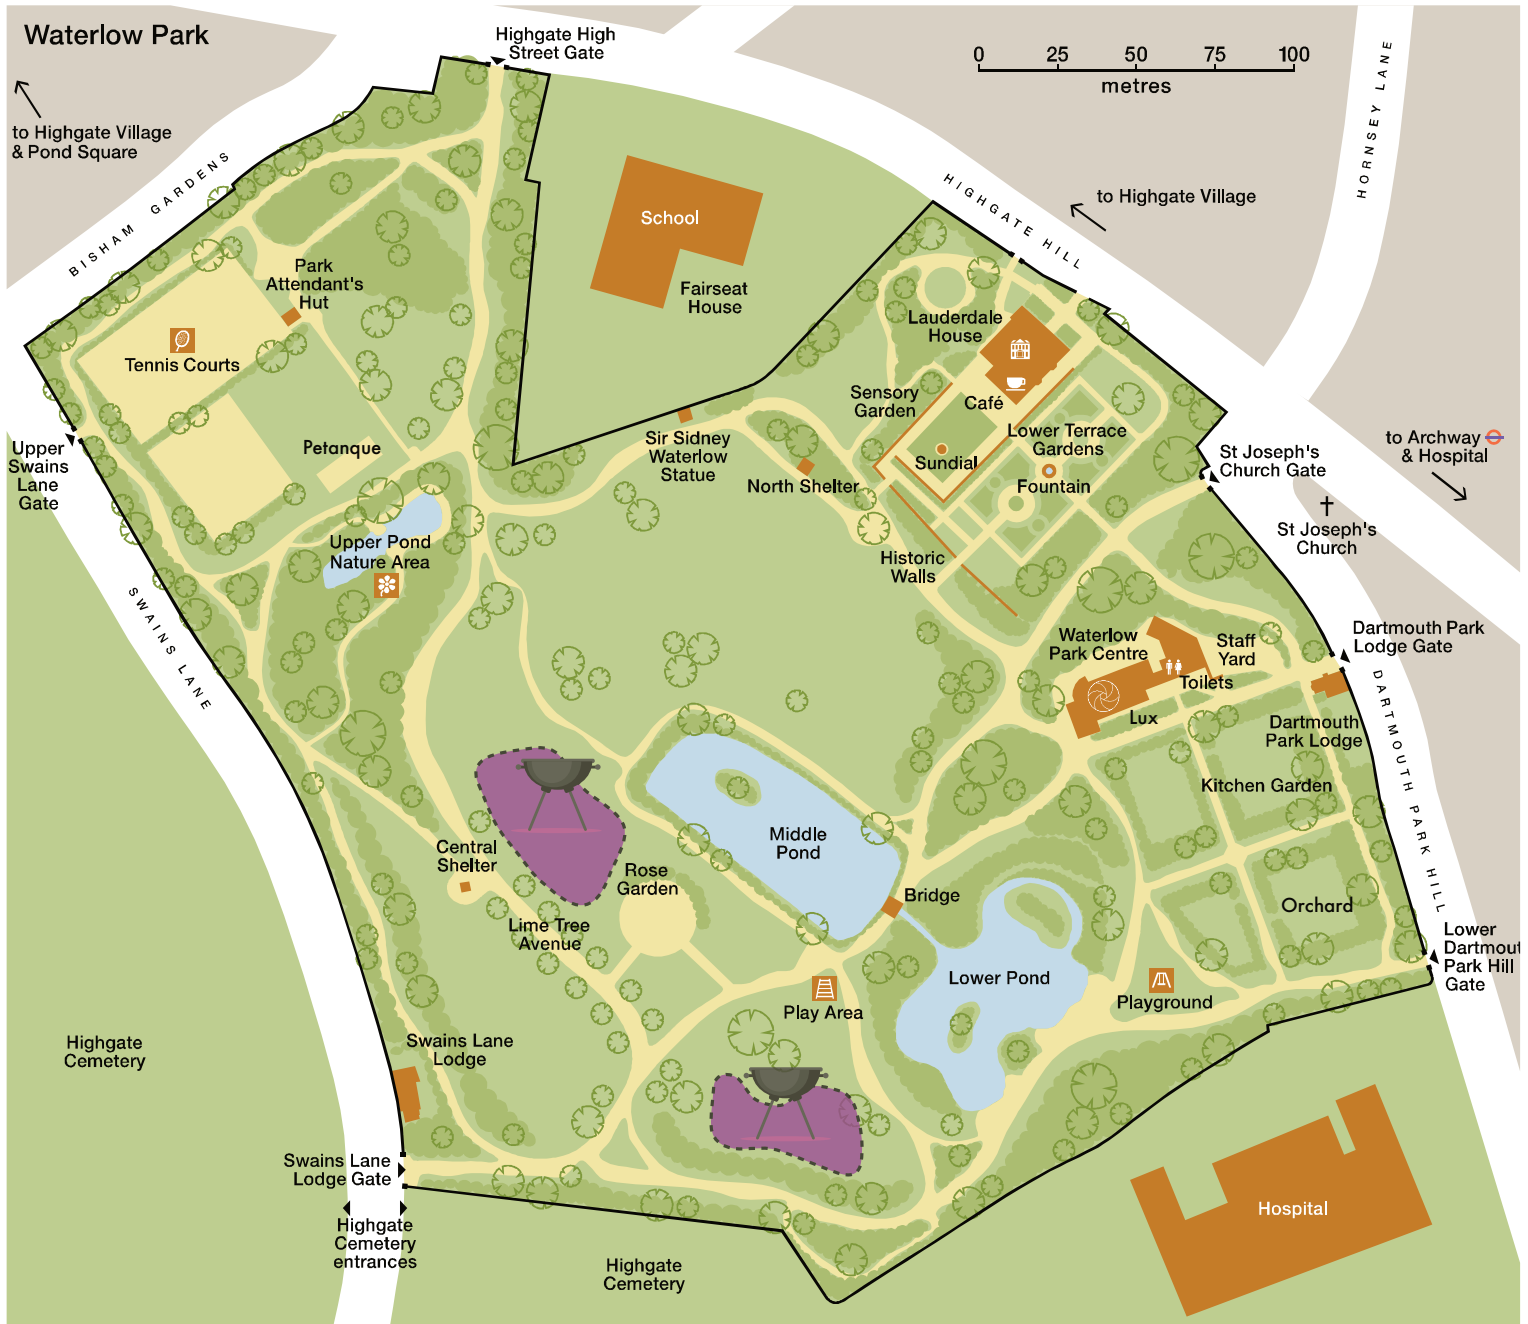 Waterlow Park
Highgate High
Street Gate
0 25 50 75 100
metres
HORNSEY LANE
to Highgate Village
& Pond Square
BISHAM GARDENS
HIGHGATE HILL
to Highgate Village
School
Fairseat
House
Park
Attendant's
Hut
Tennis Courts
Lauderdale
House
Sensory
Garden
Café
Lower Terrace
Gardens
Sundial
Fountain
Petanque
Upper
Swains
Lane
Gate
Sir Sidney
Waterlow
Statue
North Shelter
St Joseph's
Church Gate
to Archway
& Hospital
St Joseph's
Church
Upper Pond
Nature Area
Historic
Walls
SWAINS LANE
Waterlow
Park Centre
Staff
Yard
Toilets
Lux
Dartmouth Park
Lodge Gate
DARTMOUTH PARK HILL
Dartmouth
Park Lodge
Kitchen Garden
Middle
Pond
Central
Shelter
Rose
Garden
Bridge
Lime Tree
Avenue
Orchard
Lower
Dartmout
Park Hill
Gate
Lower Pond
Play Area
Playground
Highgate
Cemetery
Swains Lane
Lodge
Swains Lane
Lodge Gate
Highgate
Cemetery
entrances
Highgate
Cemetery
Hospital